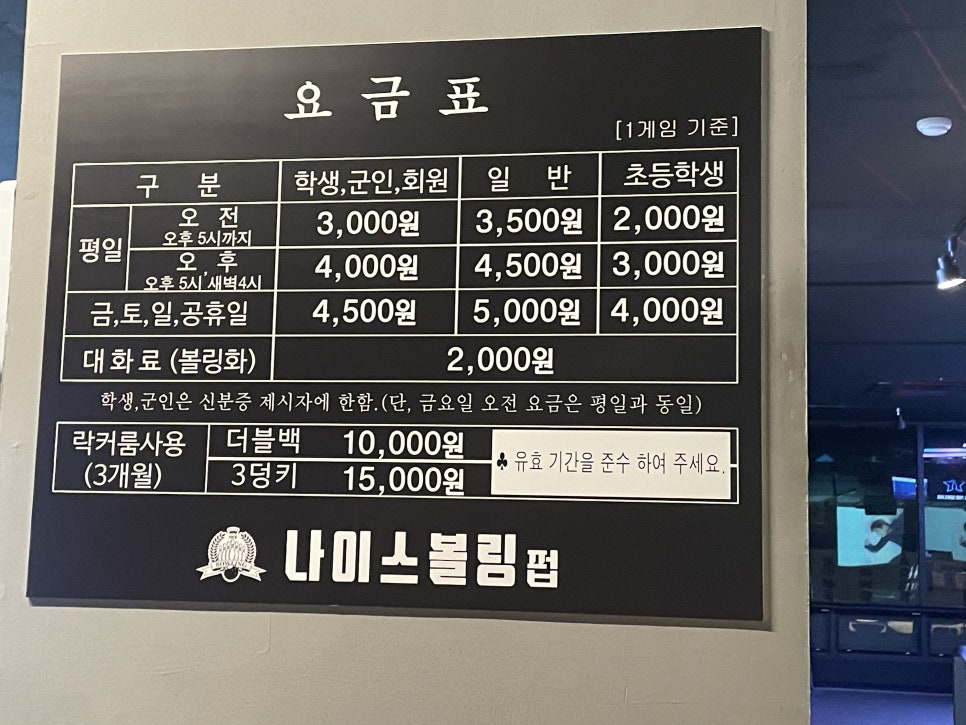 요금표
[1게임 기준]
구 분 학생,군인,회원 일 반 초등학생
평일 오 전 오후 5시까지 3,000원 3,500원 2,000원
오 후 오후 5시,새벽4시 4,000원 4,500원 3,000원
금,토,일,공휴일 4,500원 5,000원 4,000원
대화료 (볼링화) 2,000원
학생,군인은 신분증 제시자에 한함.(단, 금요일 오전 요금은 평일과 동일)
락커룸사용 (3개월) 더블백 10,000원 ♣ 유효 기간을 준수 하여 주세요.
3덩키 15,000원
BOWLING
나이스볼링펍